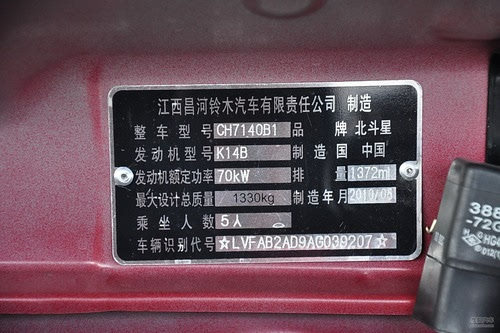 江西昌河铃木汽车有限责任公司 制造
整车型号 CH7140B1 品牌 北斗星
发动机型号 K14B 制造国 中国
发动机额定功率 70kW 排量 1372ml
最大设计总质量 1330kg 制造年月 2010/05
乘坐人数 5人
车辆识别代号 ☆LVFAB2AD9AG039207☆
388
-72C